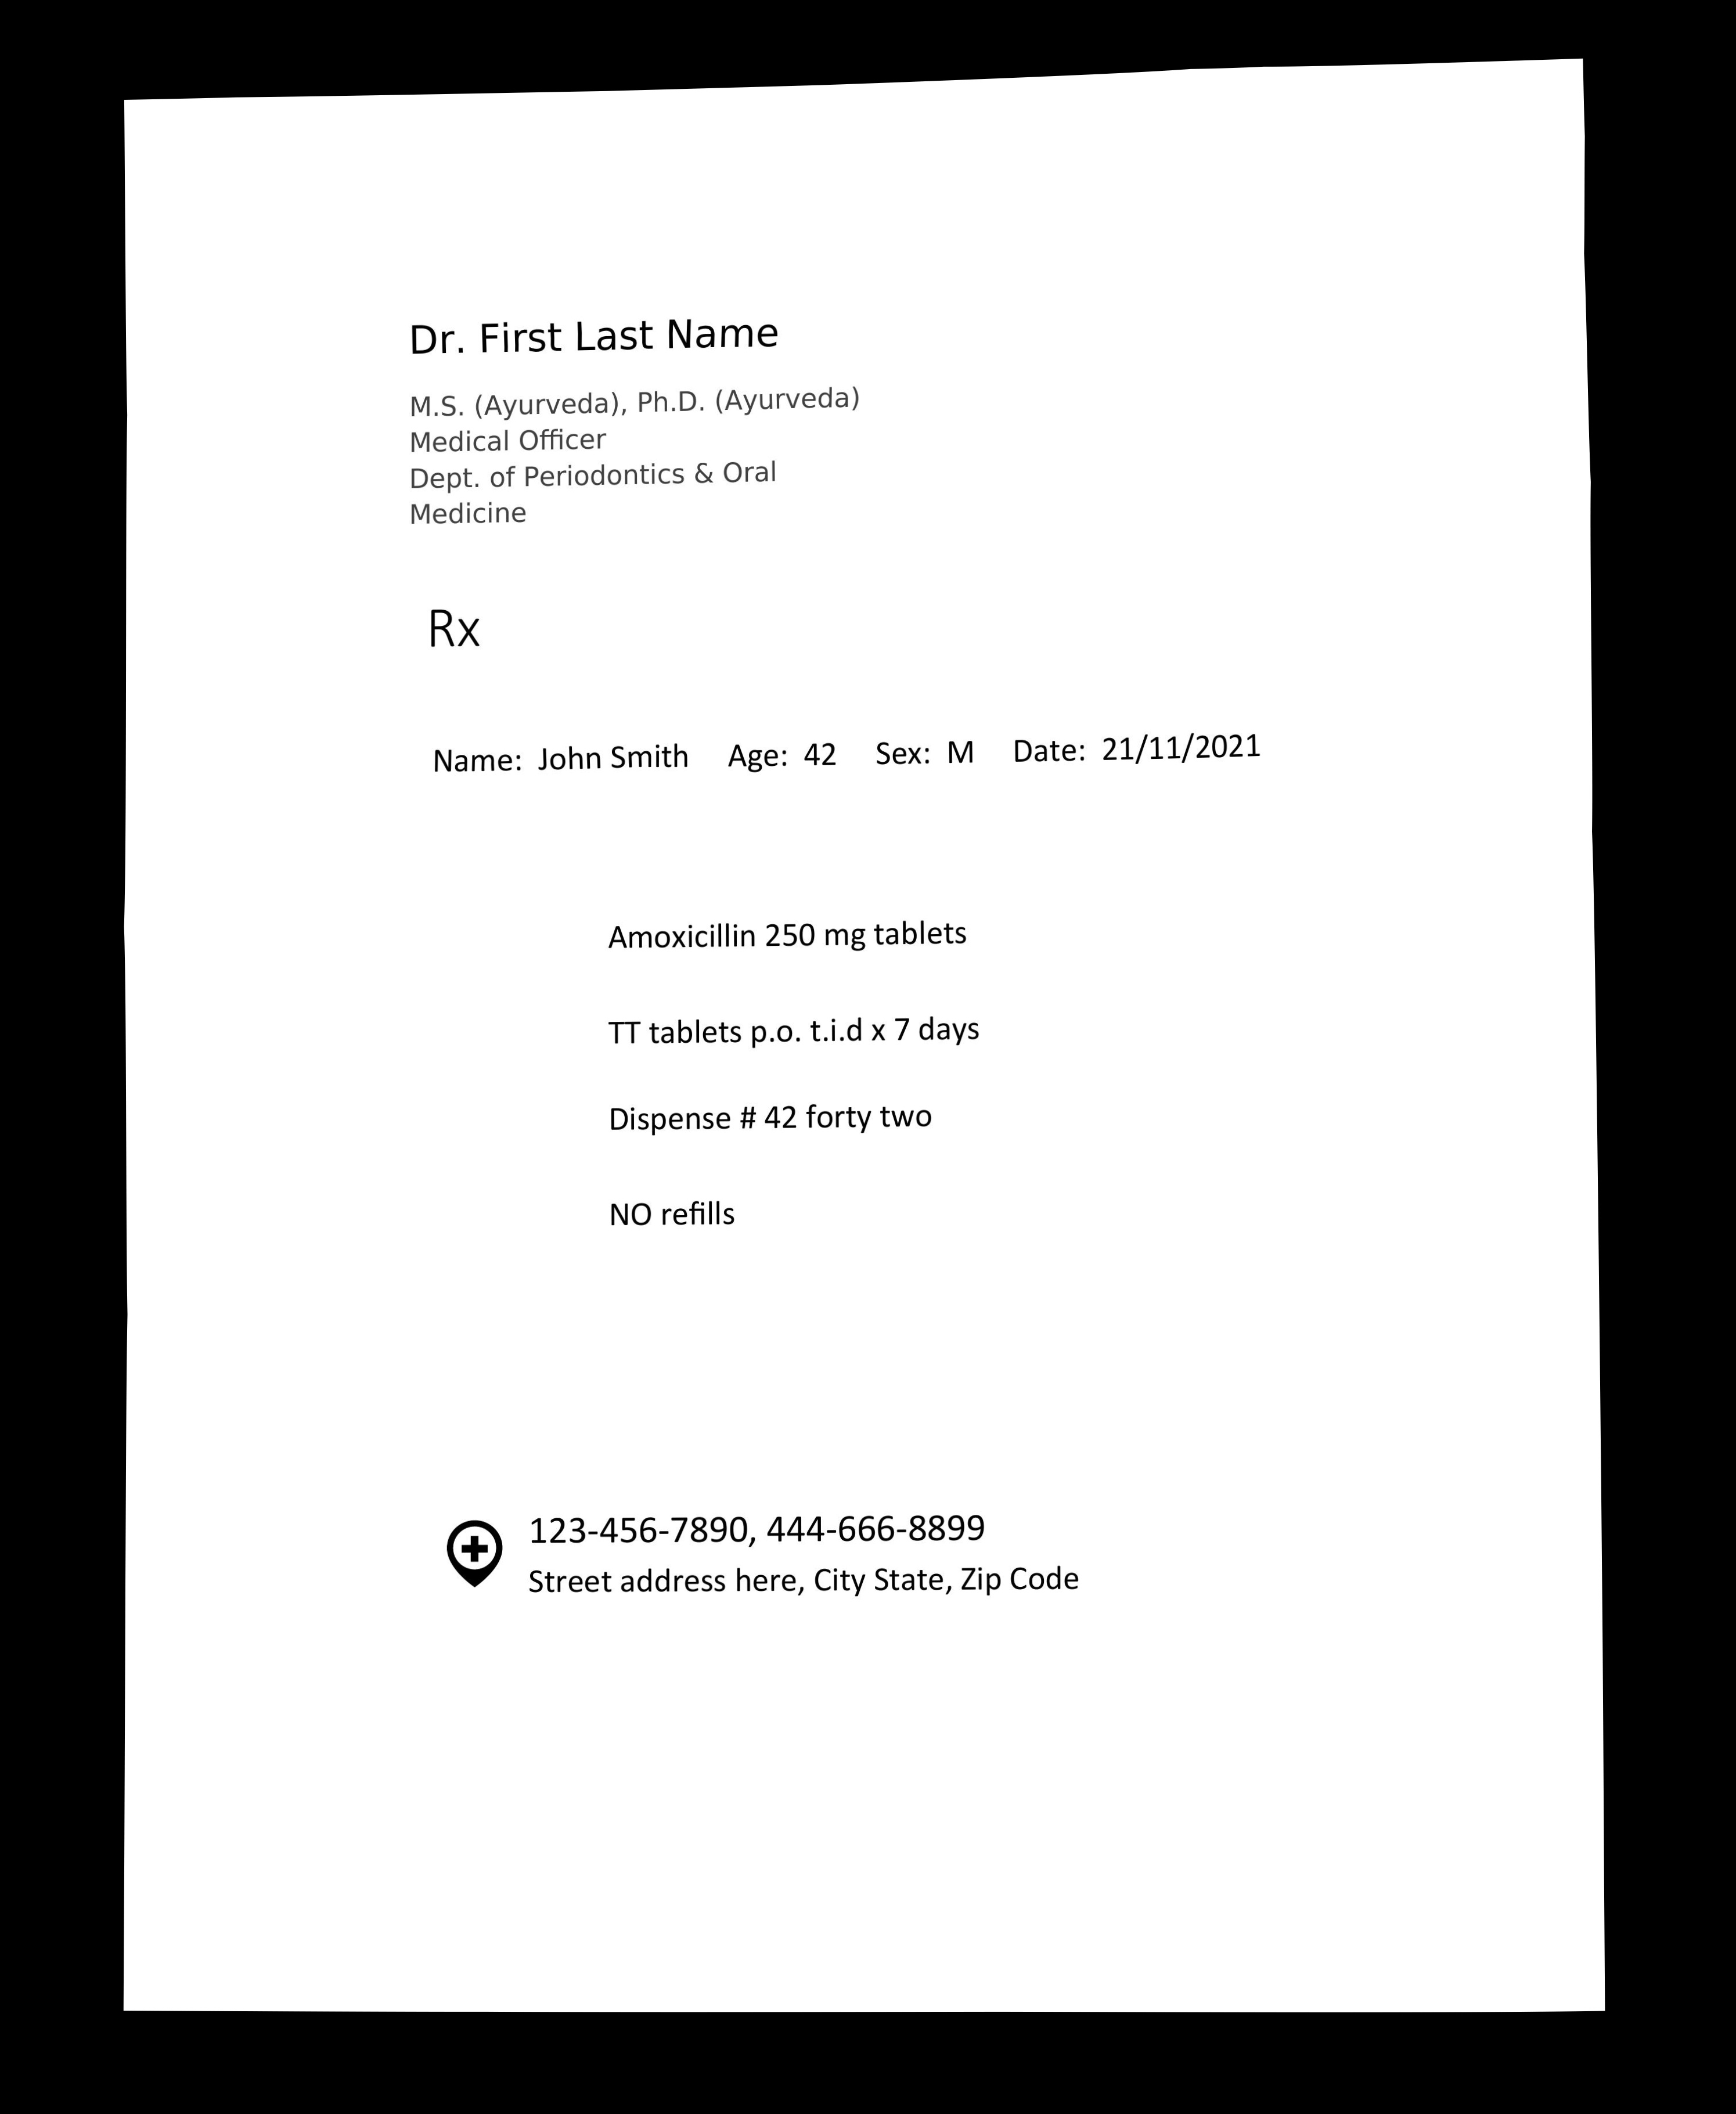 Dr. First Last Name
M.S. (Ayurveda), Ph.D. (Ayurveda)
Medical Officer
Dept. of Periodontics & Oral
Medicine
Rx
Name: John Smith Age: 42 Sex: M Date: 21/11/2021
Amoxicillin 250 mg tablets
TT tablets p.o. t.i.d x 7 days
Dispense # 42 forty two
NO refills
123-456-7890, 444-666-8899
Street address here, City State, Zip Code